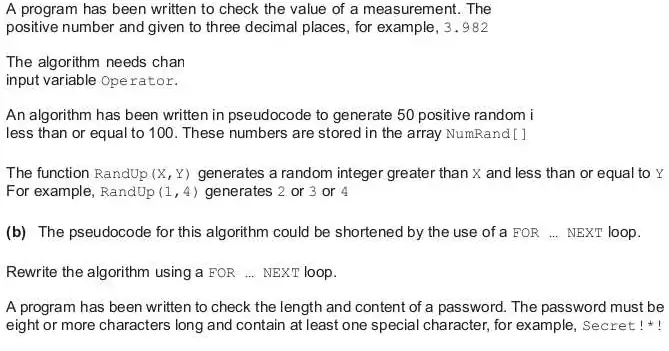 A program has been written to check the value of a measurement. The
positive number and given to three decimal places, for example, 3.982
The algorithm needs chan
input variable Operator.
An algorithm has been written in pseudocode to generate 50 positive random i
less than or equal to 100. These numbers are stored in the array NumRand[]
The function RandUp(X,Y) generates a random integer greater than X and less than or equal to Y
For example, RandUp(1,4) generates 2 or 3 or 4
(b) The pseudocode for this algorithm could be shortened by the use of a FOR … NEXT loop.
Rewrite the algorithm using a FOR … NEXT loop.
A program has been written to check the length and content of a password. The password must be
eight or more characters long and contain at least one special character, for example, Secret!*!